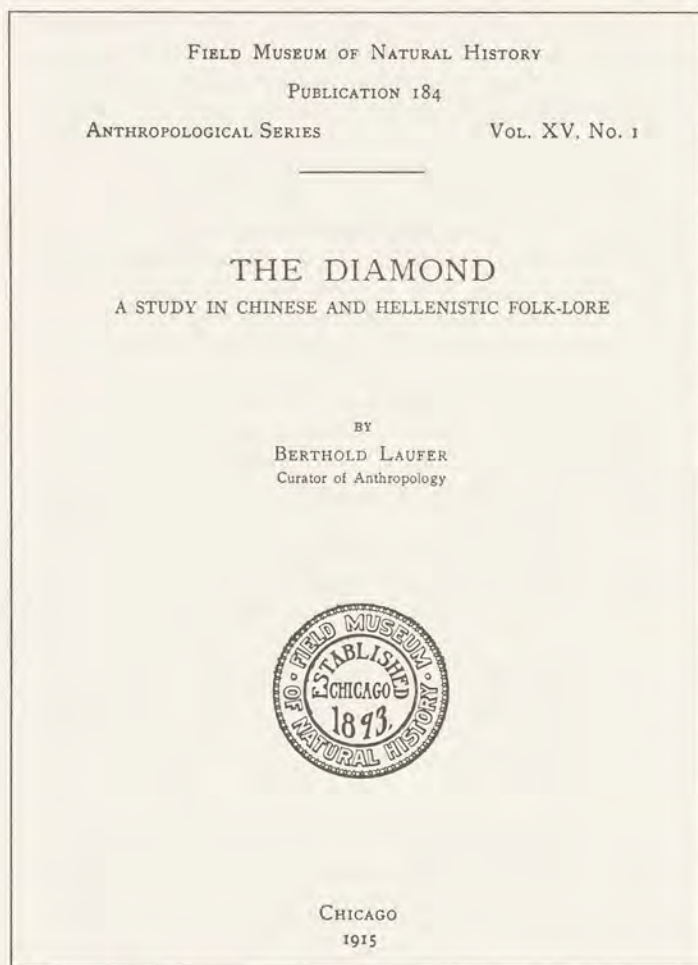 Field Museum of Natural History
Publication 184
Anthropological Series Vol. XV, No. 1
THE DIAMOND
A STUDY IN CHINESE AND HELLENISTIC FOLK-LORE
BY
Berthold Laufer
Curator of Anthropology
· FIELD MUSEUM ·
OF NATURAL HISTORY
ESTABLISHED
CHICAGO
1893.
Chicago
1915